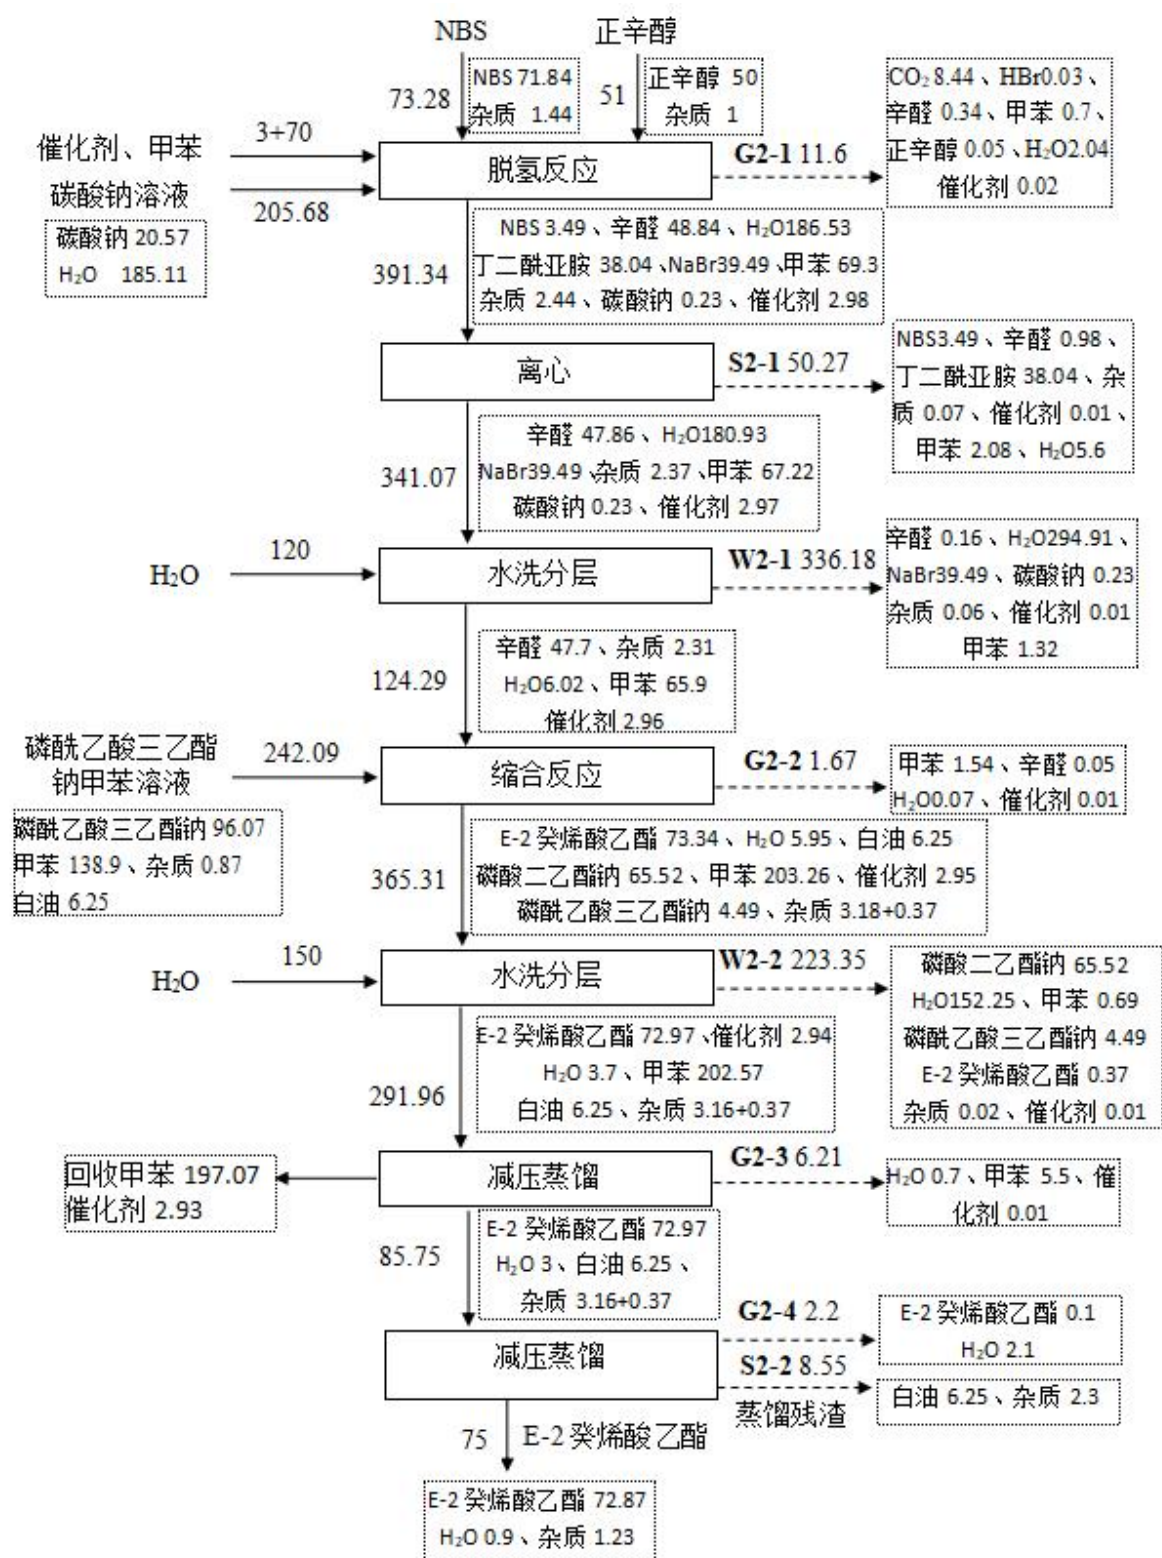 NBS
正辛醇
73.28
NBS 71.84
杂质 1.44
51
正辛醇 50
杂质 1
CO₂ 8.44、HBr0.03、
辛醛 0.34、甲苯 0.7、
正辛醇 0.05、H₂O2.04
催化剂 0.02
催化剂、甲苯
3+70
碳酸钠溶液
205.68
碳酸钠 20.57
H₂O 185.11
脱氢反应
G2-1 11.6
391.34
NBS 3.49、辛醛 48.84、H₂O186.53
丁二酰亚胺 38.04、NaBr39.49、甲苯 69.3
杂质 2.44、碳酸钠 0.23、催化剂 2.98
离心
S2-1 50.27
NBS3.49、辛醛 0.98、
丁二酰亚胺 38.04、杂
质 0.07、催化剂 0.01、
甲苯 2.08、H₂O5.6
341.07
辛醛 47.86、H₂O180.93
NaBr39.49、杂质 2.37、甲苯 67.22
碳酸钠 0.23、催化剂 2.97
H₂O
120
水洗分层
W2-1 336.18
辛醛 0.16、H₂O294.91、
NaBr39.49、碳酸钠 0.23
杂质 0.06、催化剂 0.01
甲苯 1.32
124.29
辛醛 47.7、杂质 2.31
H₂O6.02、甲苯 65.9
催化剂 2.96
磷酰乙酸三乙酯
钠甲苯溶液
242.09
磷酰乙酸三乙酯钠 96.07
甲苯 138.9、杂质 0.87
白油 6.25
缩合反应
G2-2 1.67
甲苯 1.54、辛醛 0.05
H₂O0.07、催化剂 0.01
365.31
E-2 癸烯酸乙酯 73.34、H₂O 5.95、白油 6.25
磷酸二乙酯钠 65.52、甲苯 203.26、催化剂 2.95
磷酰乙酸三乙酯钠 4.49、杂质 3.18+0.37
H₂O
150
水洗分层
W2-2 223.35
磷酸二乙酯钠 65.52
H₂O152.25、甲苯 0.69
磷酰乙酸三乙酯钠 4.49
E-2 癸烯酸乙酯 0.37
杂质 0.02、催化剂 0.01
291.96
E-2 癸烯酸乙酯 72.97、催化剂 2.94
H₂O 3.7、甲苯 202.57
白油 6.25、杂质 3.16+0.37
回收甲苯 197.07
催化剂 2.93
减压蒸馏
G2-3 6.21
H₂O 0.7、甲苯 5.5、催
化剂 0.01
85.75
E-2 癸烯酸乙酯 72.97
H₂O 3、白油 6.25、
杂质 3.16+0.37
减压蒸馏
G2-4 2.2
E-2 癸烯酸乙酯 0.1
H₂O 2.1
S2-2 8.55
蒸馏残渣
白油 6.25、杂质 2.3
75
E-2 癸烯酸乙酯
E-2 癸烯酸乙酯 72.87
H₂O 0.9、杂质 1.23